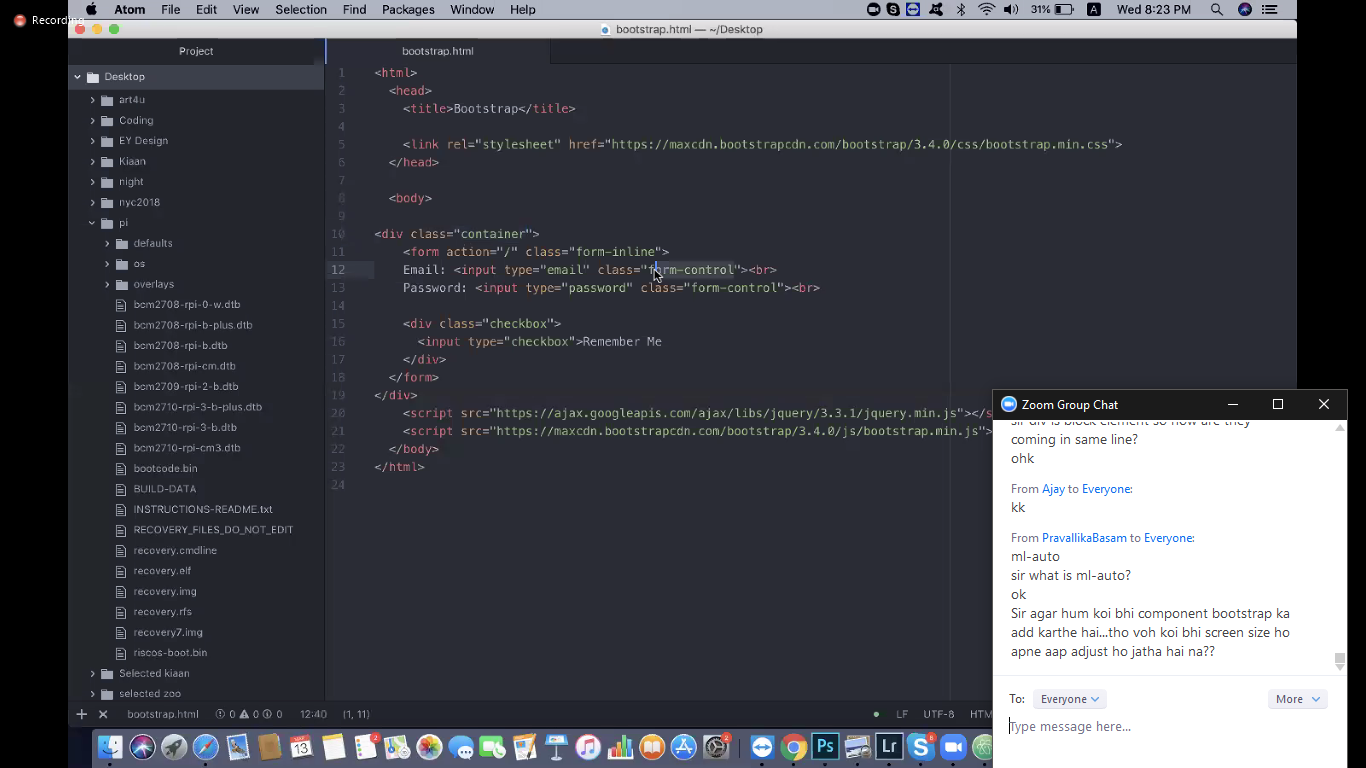 Recording
Atom File Edit View Selection Find Packages Window Help
31% A Wed 8:23 PM
bootstrap.html — ~/Desktop
Project
bootstrap.html
Desktop
art4u
Coding
EY Design
Kiaan
night
nyc2018
pi
defaults
os
overlays
bcm2708-rpi-0-w.dtb
bcm2708-rpi-b-plus.dtb
bcm2708-rpi-b.dtb
bcm2708-rpi-cm.dtb
bcm2709-rpi-2-b.dtb
bcm2710-rpi-3-b-plus.dtb
bcm2710-rpi-3-b.dtb
bcm2710-rpi-cm3.dtb
bootcode.bin
BUILD-DATA
INSTRUCTIONS-README.txt
RECOVERY_FILES_DO_NOT_EDIT
recovery.cmdline
recovery.elf
recovery.img
recovery.rfs
recovery7.img
riscos-boot.bin
Selected kiaan
selected zoo
1 <html>
2 <head>
3 <title>Bootstrap</title>
4
5 <link rel="stylesheet" href="https://maxcdn.bootstrapcdn.com/bootstrap/3.4.0/css/bootstrap.min.css">
6 </head>
7
8 <body>
9
10 <div class="container">
11 <form action="/" class="form-inline">
12 Email: <input type="email" class="form-control"><br>
13 Password: <input type="password" class="form-control"><br>
14
15 <div class="checkbox">
16 <input type="checkbox">Remember Me
17 </div>
18 </form>
19 </div>
20 <script src="https://ajax.googleapis.com/ajax/libs/jquery/3.3.1/jquery.min.js"></s
21 <script src="https://maxcdn.bootstrapcdn.com/bootstrap/3.4.0/js/bootstrap.min.js">
22 </body>
23 </html>
24
bootstrap.html 0 0 0 12:40 (1, 11)
LF UTF-8 HTM
Zoom Group Chat
sir div is block element so how are they
coming in same line?
ohk
From Ajay to Everyone:
kk
From PravallikaBasam to Everyone:
ml-auto
sir what is ml-auto?
ok
Sir agar hum koi bhi component bootstrap ka
add karthe hai...tho voh koi bhi screen size ho
apne aap adjust ho jatha hai na??
To: Everyone More
Type message here...
13
2
Ps
Lr